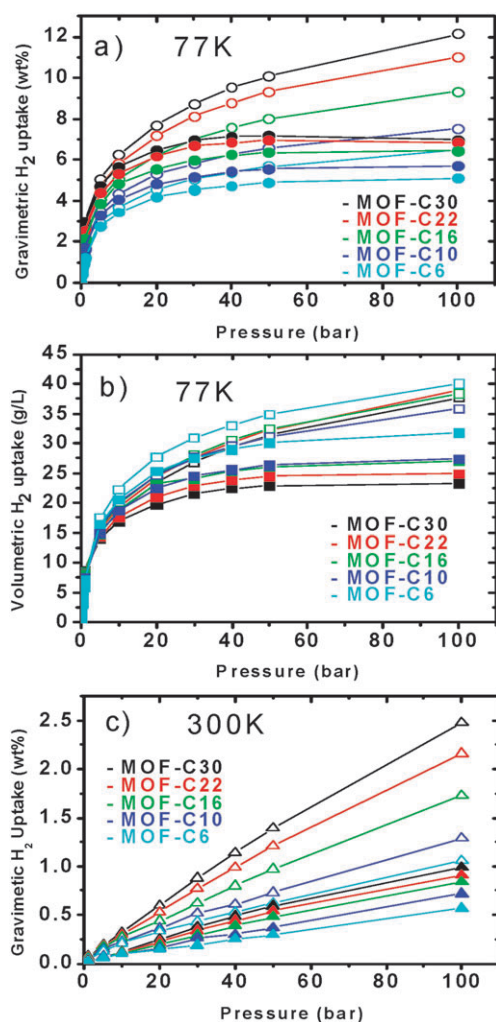 a) 77K
Gravimetric H2 uptake (wt%)
12
10
8
6
4
2
0
- MOF-C30
- MOF-C22
- MOF-C16
- MOF-C10
- MOF-C6
0 20 40 60 80 100
Pressure (bar)
b) 77K
Volumetric H2 uptake (g/L)
45
40
35
30
25
20
15
10
5
0
- MOF-C30
- MOF-C22
- MOF-C16
- MOF-C10
- MOF-C6
0 20 40 60 80 100
Pressure (bar)
c) 300K
Gravimetic H2 Uptake (wt%)
2.5
2.0
1.5
1.0
0.5
0.0
- MOF-C30
- MOF-C22
- MOF-C16
- MOF-C10
- MOF-C6
0 20 40 60 80 100
Pressure (bar)